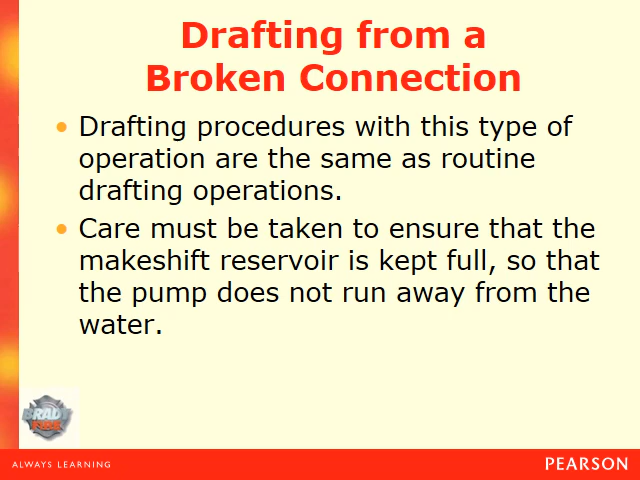 Drafting from a
Broken Connection
• Drafting procedures with this type of
operation are the same as routine
drafting operations.
• Care must be taken to ensure that the
makeshift reservoir is kept full, so that
the pump does not run away from the
water.
BRADY
FIRE
ALWAYS LEARNING
PEARSON